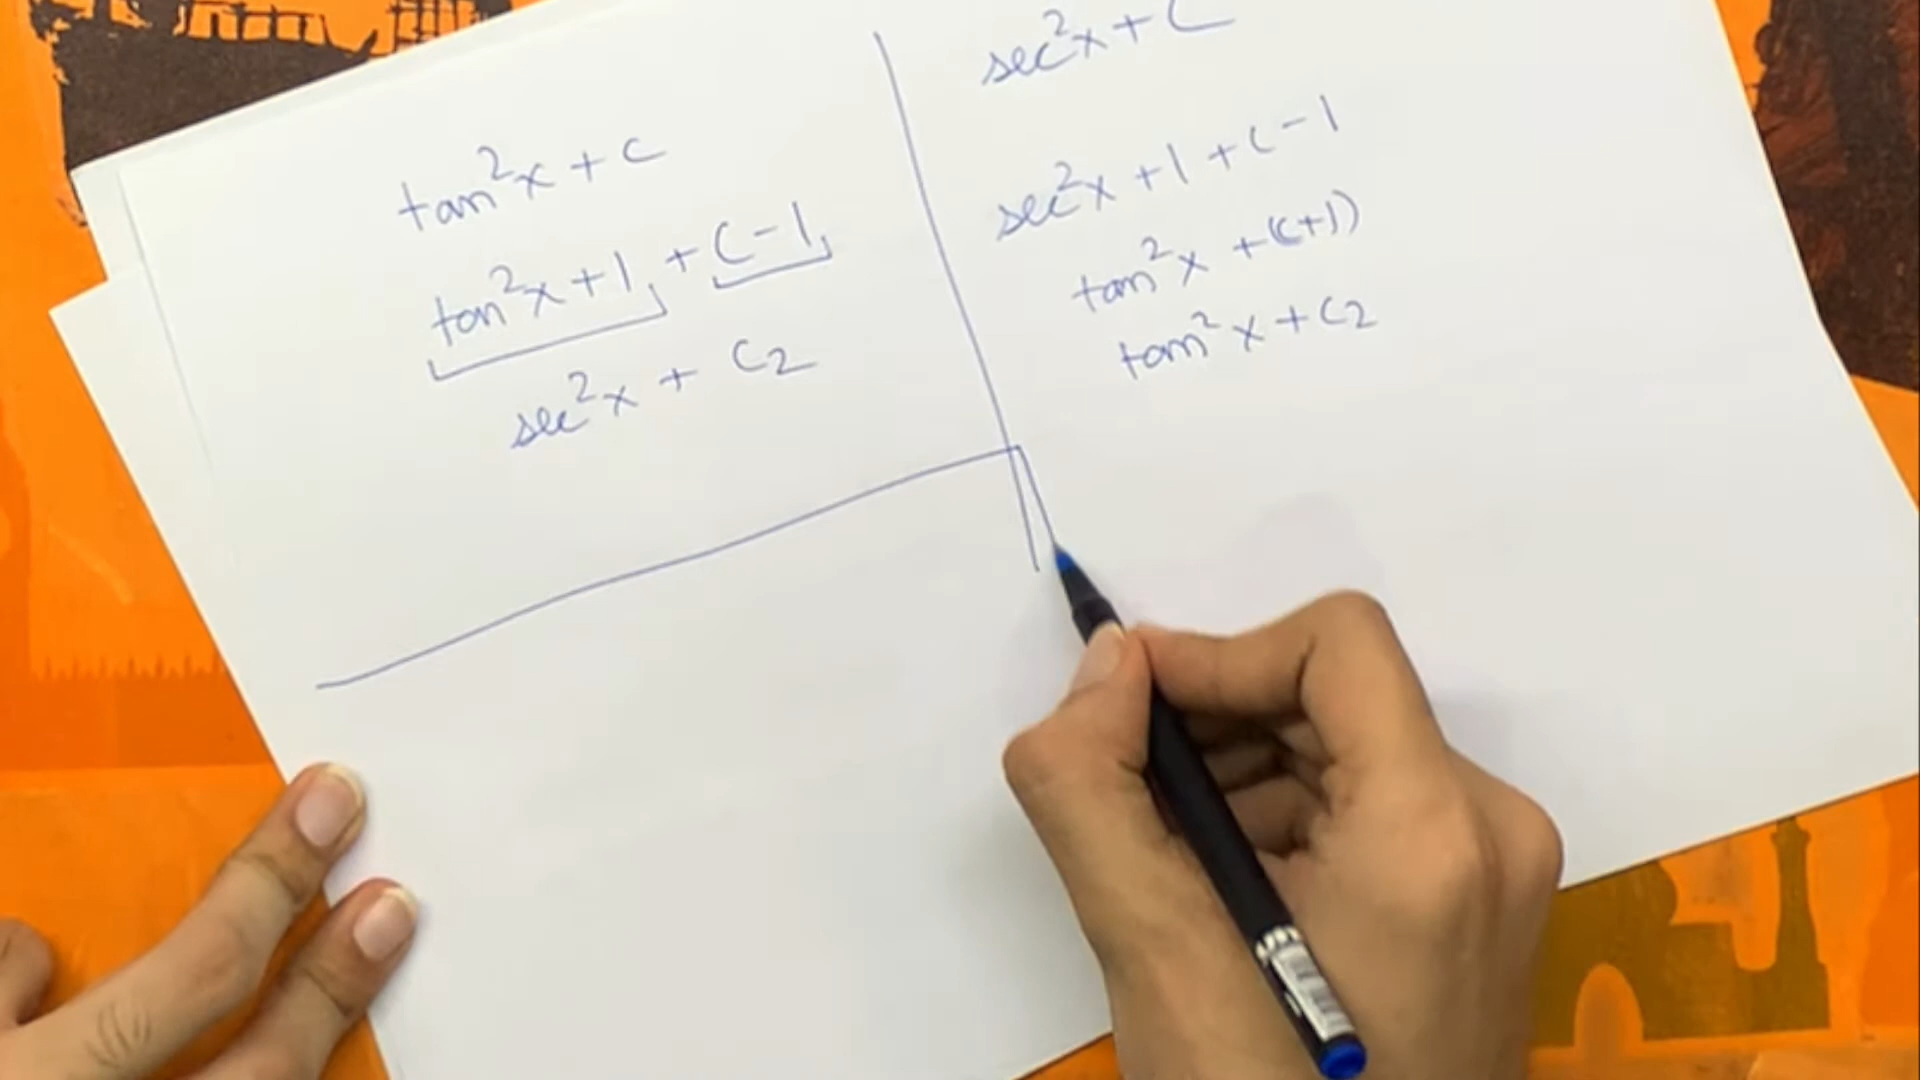 tan²x + c
tan²x + 1 + c - 1
sec²x + c2
sec²x + c
sec²x + 1 + c - 1
tan²x + (c+1)
tan²x + c2